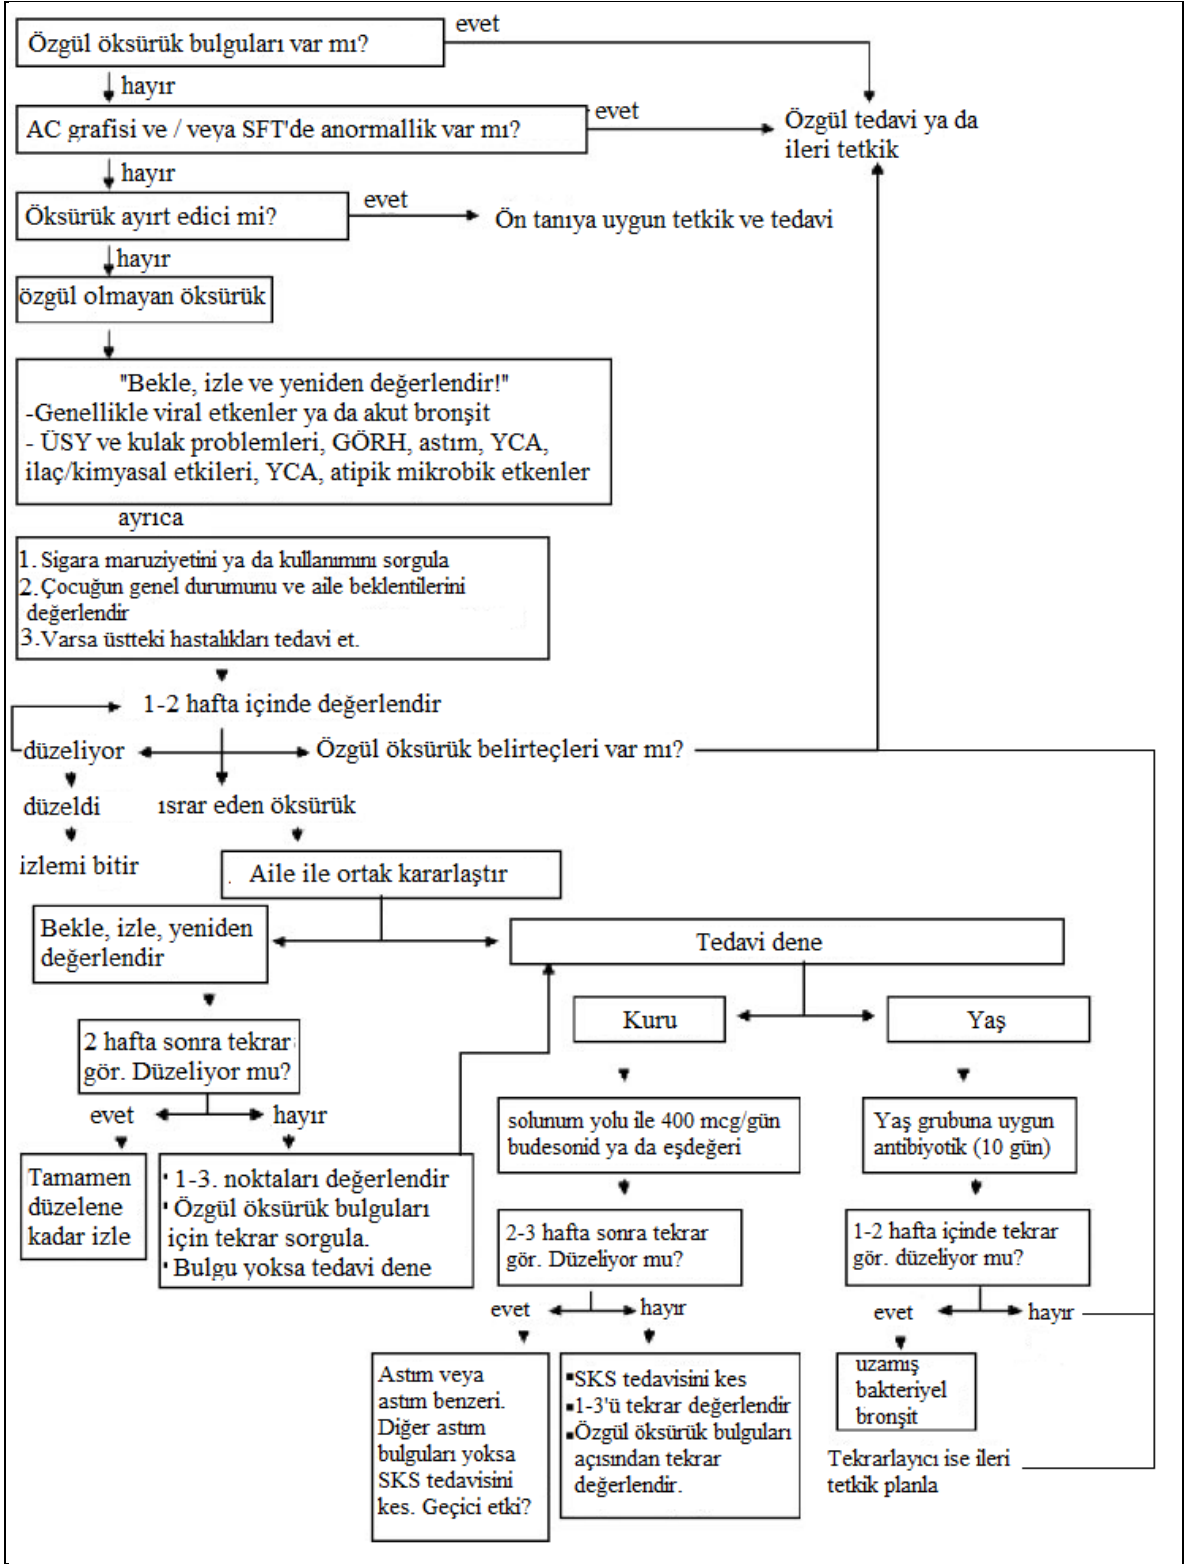 evet
Özgül öksürük bulguları var mı?
hayır
evet
AC grafisi ve / veya SFT'de anormallik var mı?
Özgül tedavi ya da
ileri tetkik
hayır
evet
Öksürük ayırt edici mi?
Ön tanıya uygun tetkik ve tedavi
hayır
özgül olmayan öksürük
"Bekle, izle ve yeniden değerlendir!"
-Genellikle viral etkenler ya da akut bronşit
- ÜSY ve kulak problemleri, GÖRH, astım, YCA,
ilaç/kimyasal etkileri, YCA, atipik mikrobik etkenler
ayrıca
1. Sigara maruziyetini ya da kullanımını sorgula
2. Çocuğun genel durumunu ve aile beklentilerini
değerlendir
3. Varsa üstteki hastalıkları tedavi et.
1-2 hafta içinde değerlendir
düzeliyor
Özgül öksürük belirteçleri var mı?
düzeldi
ısrar eden öksürük
izlemi bitir
Aile ile ortak kararlaştır
Bekle, izle, yeniden
değerlendir
Tedavi dene
Kuru
Yaş
2 hafta sonra tekrar
gör. Düzeliyor mu?
evet
hayır
Tamamen
düzelene
kadar izle
▪ 1-3. noktaları değerlendir
▪ Özgül öksürük bulguları
için tekrar sorgula.
▪ Bulgu yoksa tedavi dene
solunum yolu ile 400 mcg/gün
budesonid ya da eşdeğeri
Yaş grubuna uygun
antibiyotik (10 gün)
2-3 hafta sonra tekrar
gör. Düzeliyor mu?
1-2 hafta içinde tekrar
gör. düzeliyor mu?
evet
hayır
evet
hayır
Astım veya
astım benzeri.
Diğer astım
bulguları yoksa
SKS tedavisini
kes. Geçici etki?
▪SKS tedavisini kes
▪1-3'ü tekrar değerlendir
▪Özgül öksürük bulguları
açısından tekrar
değerlendir.
uzamış
bakteriyel
bronşit
Tekrarlayıcı ise ileri
tetkik planla